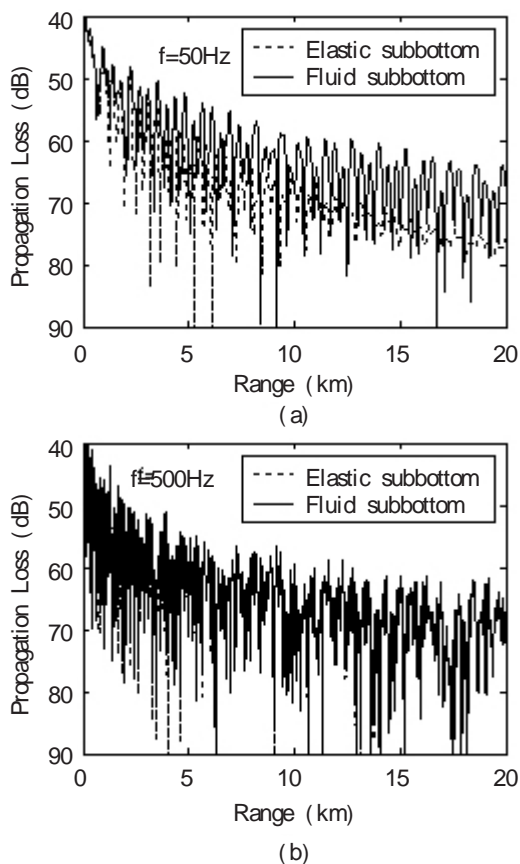 40
50
60
70
80
90
Propagation Loss (dB)
f=50Hz
Elastic subbottom
Fluid subbottom
0 5 10 15 20
Range (km)
(a)
40
50
60
70
80
90
Propagation Loss (dB)
f=500Hz
Elastic subbottom
Fluid subbottom
0 5 10 15 20
Range (km)
(b)